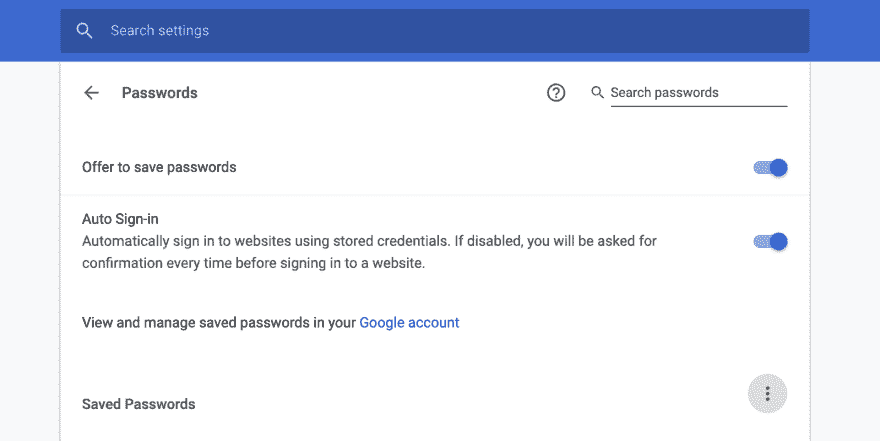 Search settings
Passwords
Search passwords
Offer to save passwords
Auto Sign-in
Automatically sign in to websites using stored credentials. If disabled, you will be asked for
confirmation every time before signing in to a website.
View and manage saved passwords in your Google account
Saved Passwords